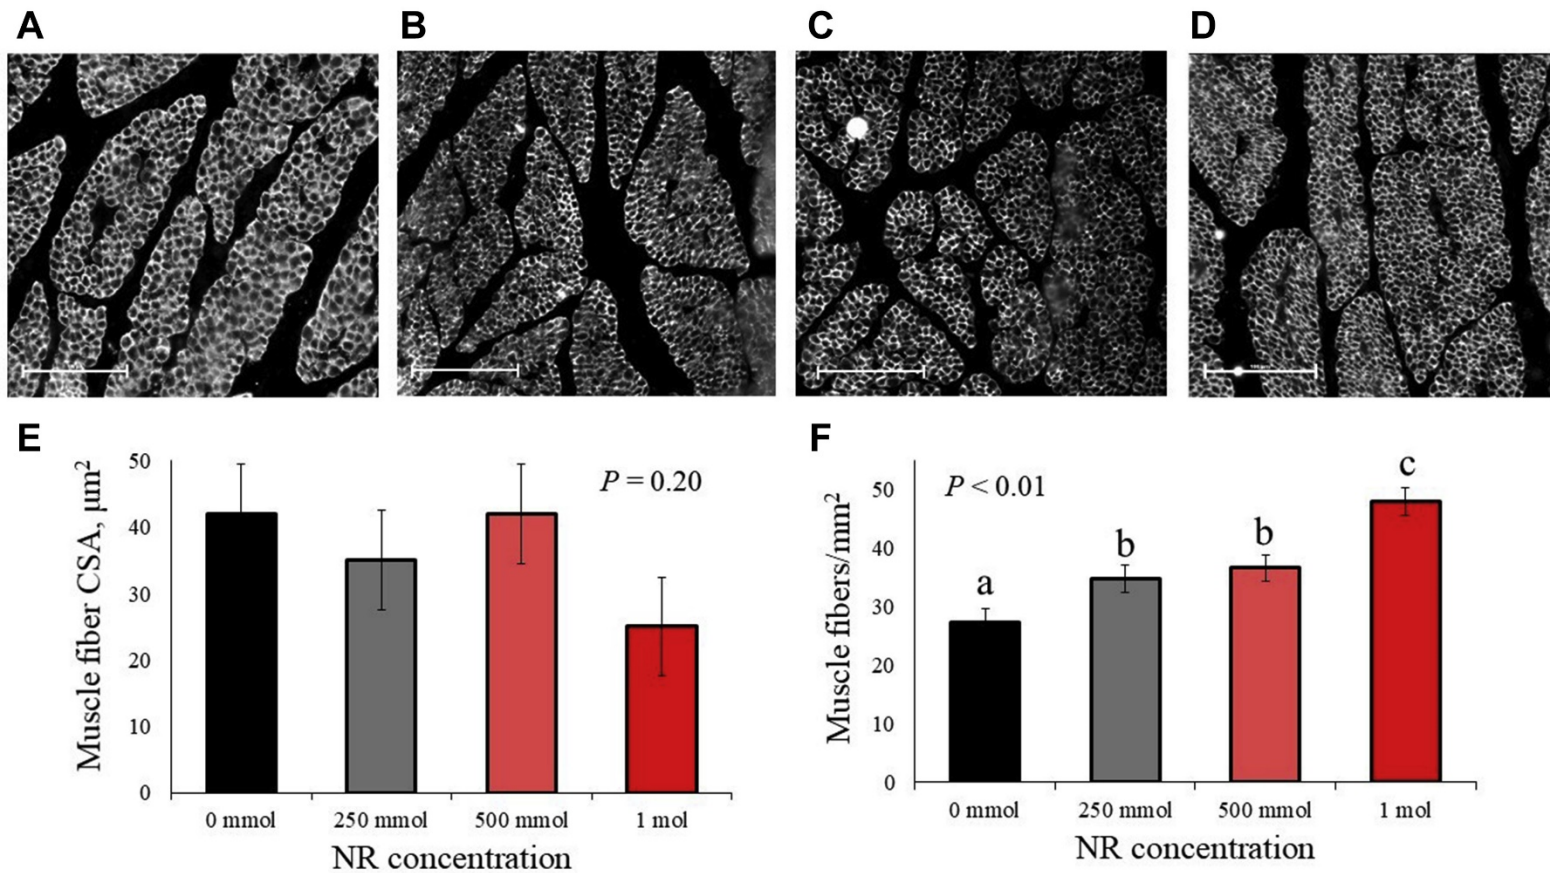 A
B
C
D
E
Muscle fiber CSA, µm2
50
40
30
20
10
0
P = 0.20
0 mmol
250 mmol
500 mmol
1 mol
NR concentration
F
Muscle fibers/mm2
50
40
30
20
10
0
P < 0.01
a
b
b
c
0 mmol
250 mmol
500 mmol
1 mol
NR concentration